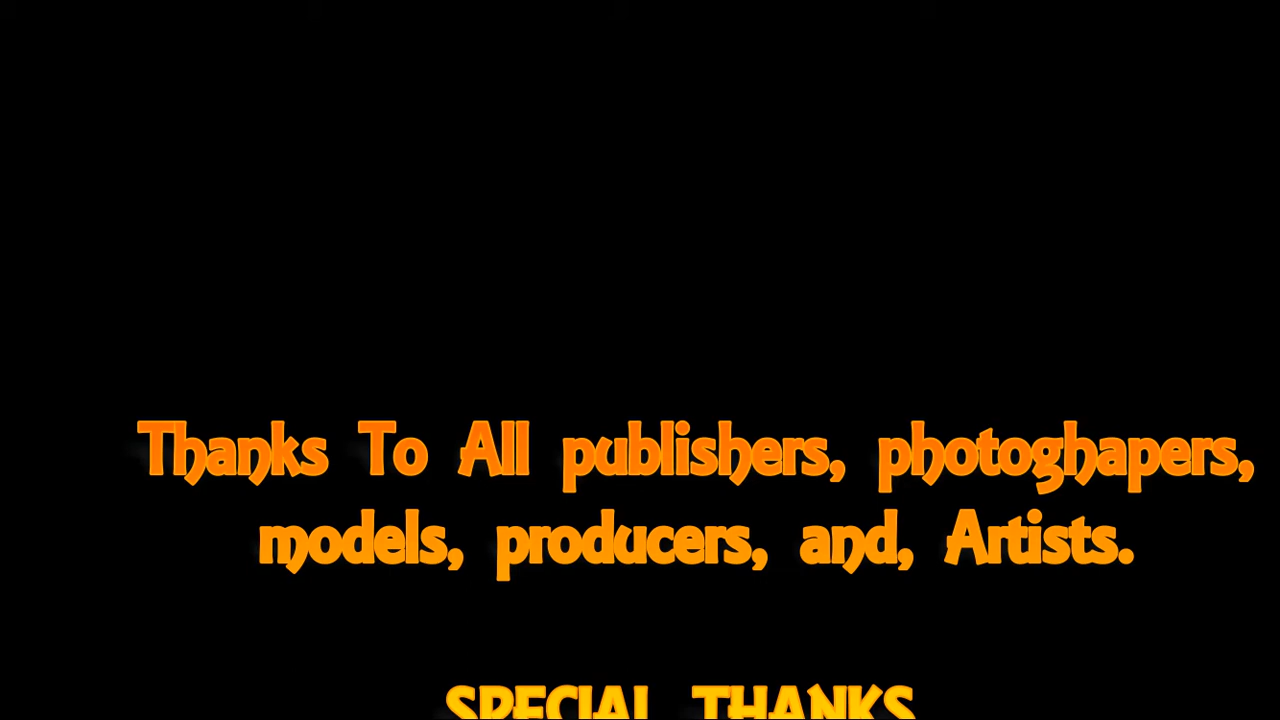 Thanks To All publishers, photoghapers,
models, producers, and, Artists.
SPECIAL THANKS